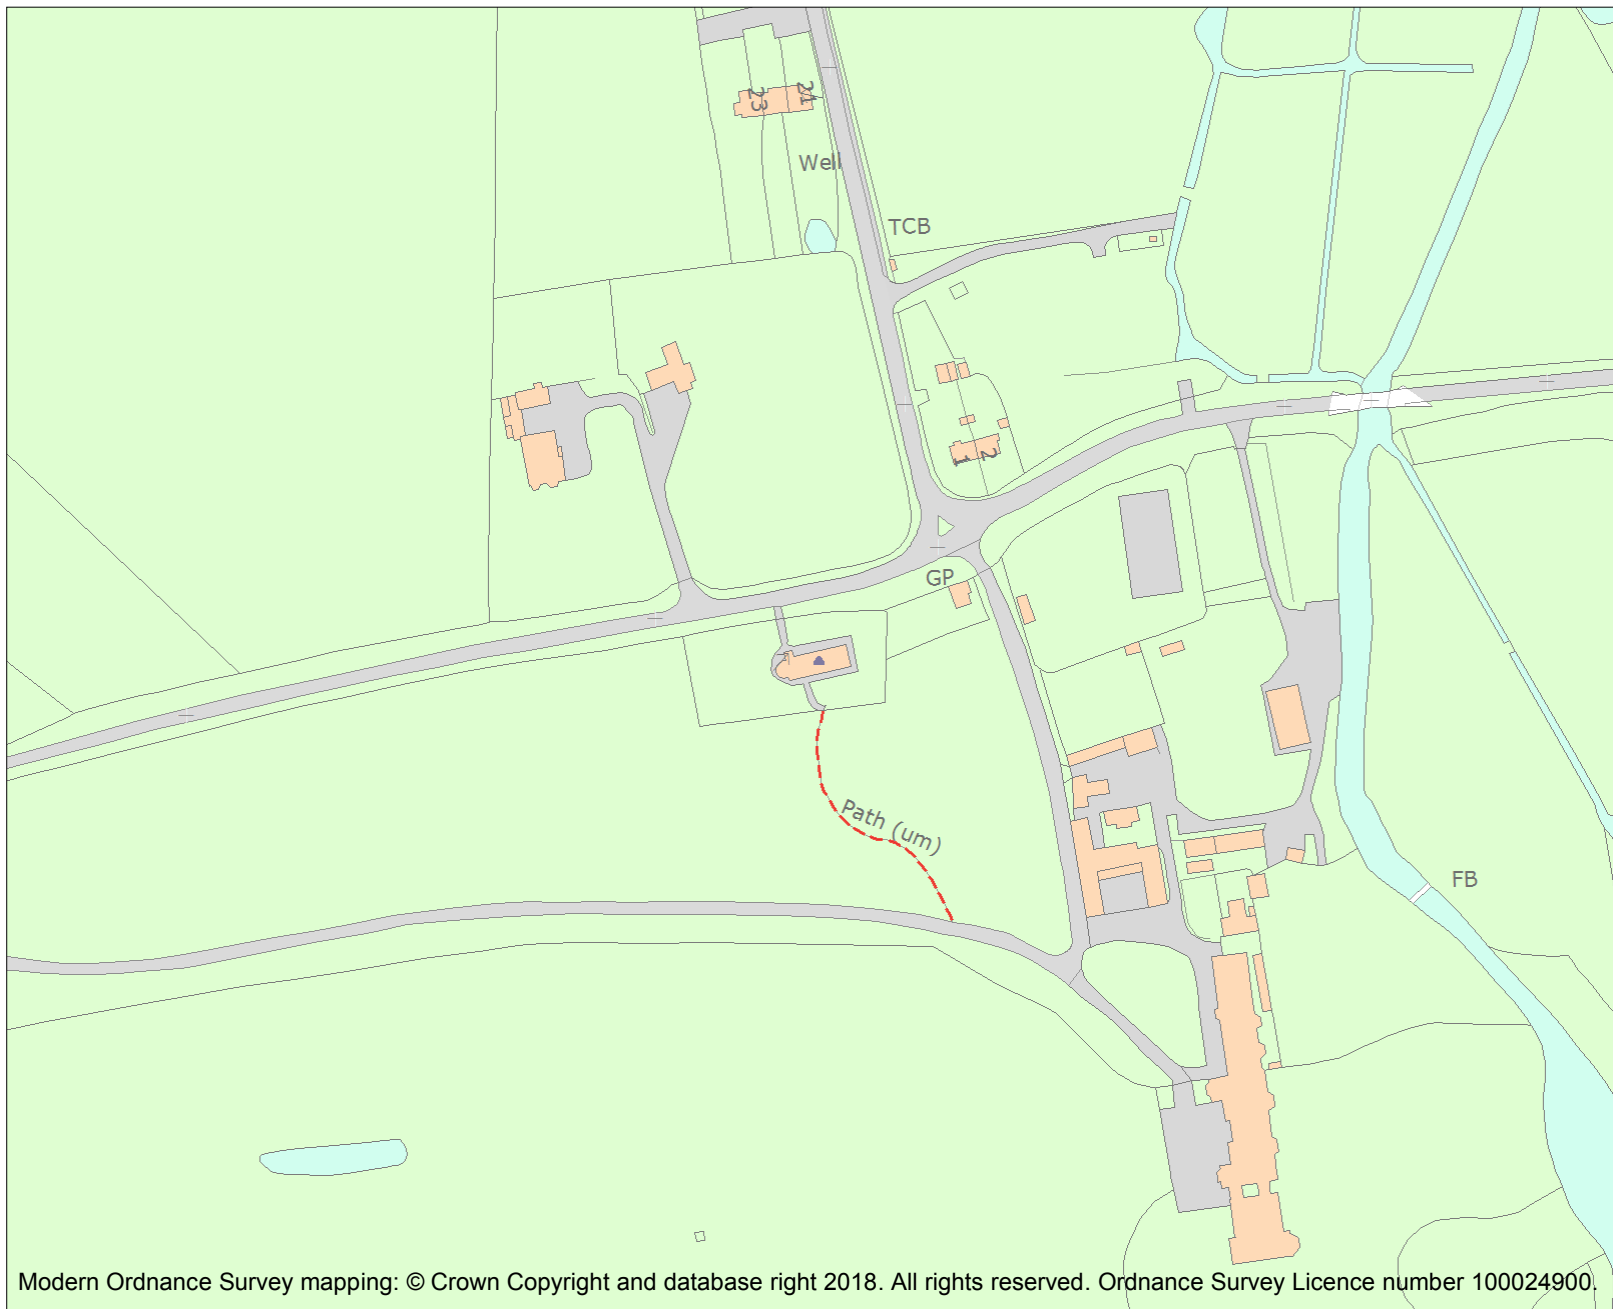 23
21
Well
TCB
1
2
GP
Path (um)
FB
Modern Ordnance Survey mapping: © Crown Copyright and database right 2018. All rights reserved. Ordnance Survey Licence number 100024900.